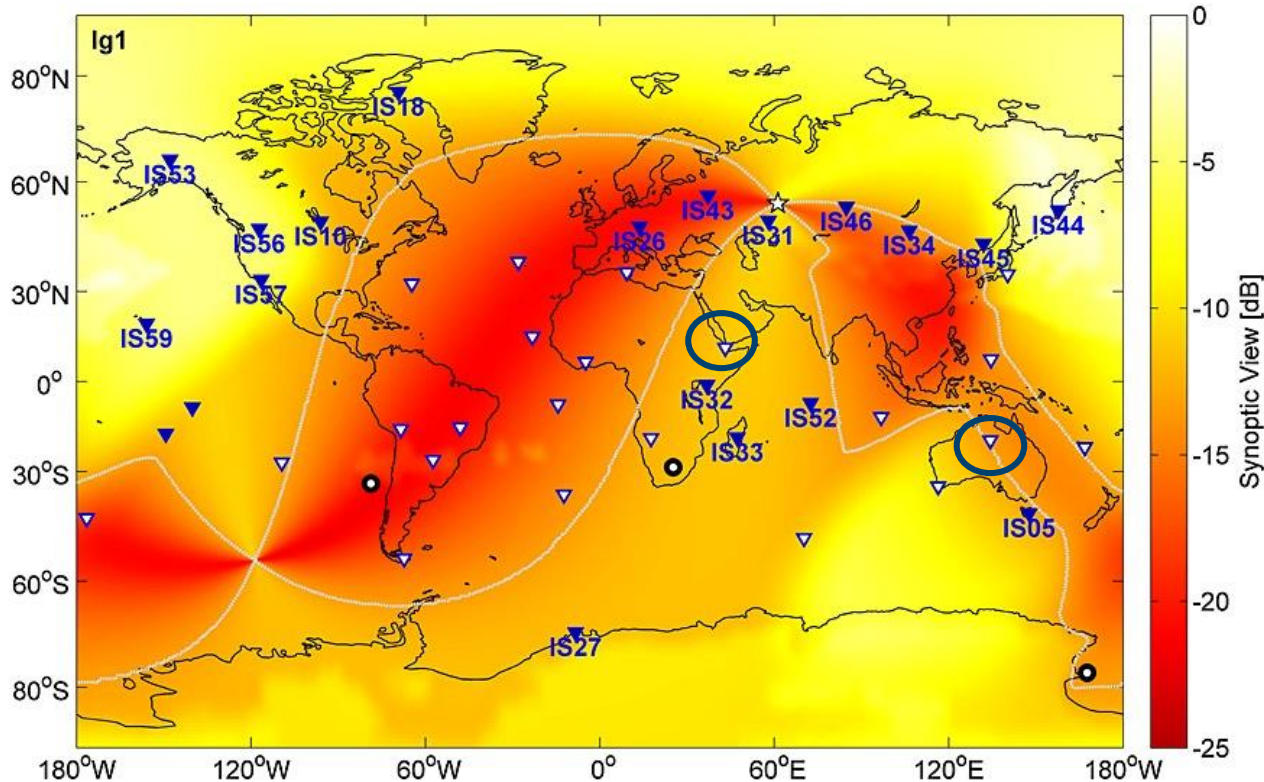 lg1
80°N
60°N
30°N
0°
30°S
60°S
80°S
180°W
120°W
60°W
0°
60°E
120°E
180°W
IS18
IS53
IS56
IS10
IS57
IS59
IS43
IS26
IS31
IS46
IS34
IS45
IS44
IS32
IS52
IS33
IS05
IS27
0
-5
-10
-15
-20
-25
Synoptic View [dB]